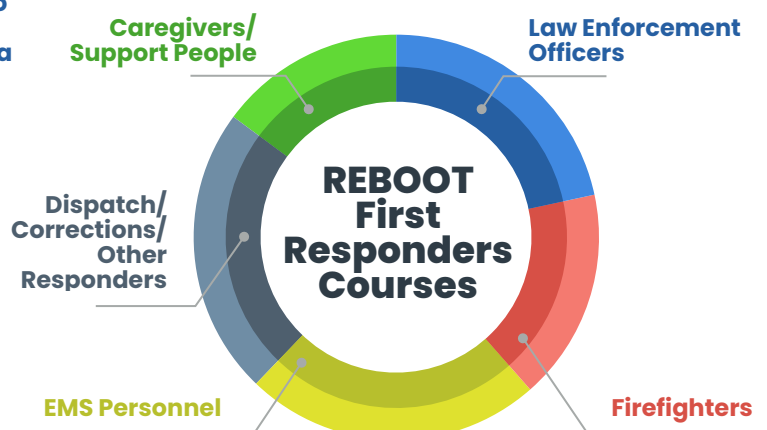 Caregivers/
Support People
Law Enforcement
Officers
REBOOT
First
Responders
Courses
Dispatch/
Corrections/
Other
Responders
EMS Personnel
Firefighters